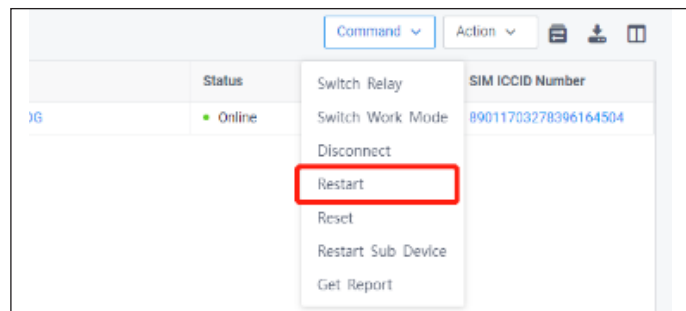 Command Action
Status SIM ICCID Number
Switch Relay
OG Online Switch Work Mode 89011703278396164504
Disconnect
Restart
Reset
Restart Sub Device
Get Report